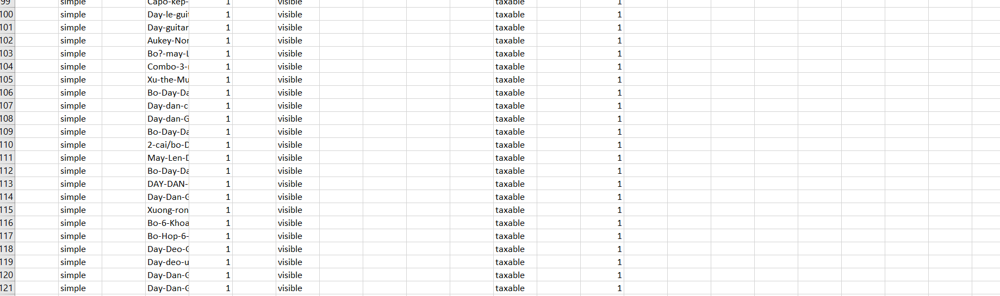 99 simple Capo-kep- 1 visible taxable 1
100 simple Day-le-gui 1 visible taxable 1
101 simple Day-guitar 1 visible taxable 1
102 simple Aukey-Nor 1 visible taxable 1
103 simple Bo?-may-L 1 visible taxable 1
104 simple Combo-3- 1 visible taxable 1
105 simple Xu-the-Mu 1 visible taxable 1
106 simple Bo-Day-Da 1 visible taxable 1
107 simple Day-dan-c 1 visible taxable 1
108 simple Day-dan-G 1 visible taxable 1
109 simple Bo-Day-Da 1 visible taxable 1
110 simple 2-cai/bo-D 1 visible taxable 1
111 simple May-Len-D 1 visible taxable 1
112 simple Bo-Day-Da 1 visible taxable 1
113 simple DAY-DAN- 1 visible taxable 1
114 simple Day-Dan-G 1 visible taxable 1
115 simple Xuong-ron 1 visible taxable 1
116 simple Bo-6-Khoa 1 visible taxable 1
117 simple Bo-Hop-6- 1 visible taxable 1
118 simple Day-Deo-G 1 visible taxable 1
119 simple Day-deo-u 1 visible taxable 1
120 simple Day-Dan-G 1 visible taxable 1
121 simple Day-Dan-G 1 visible taxable 1